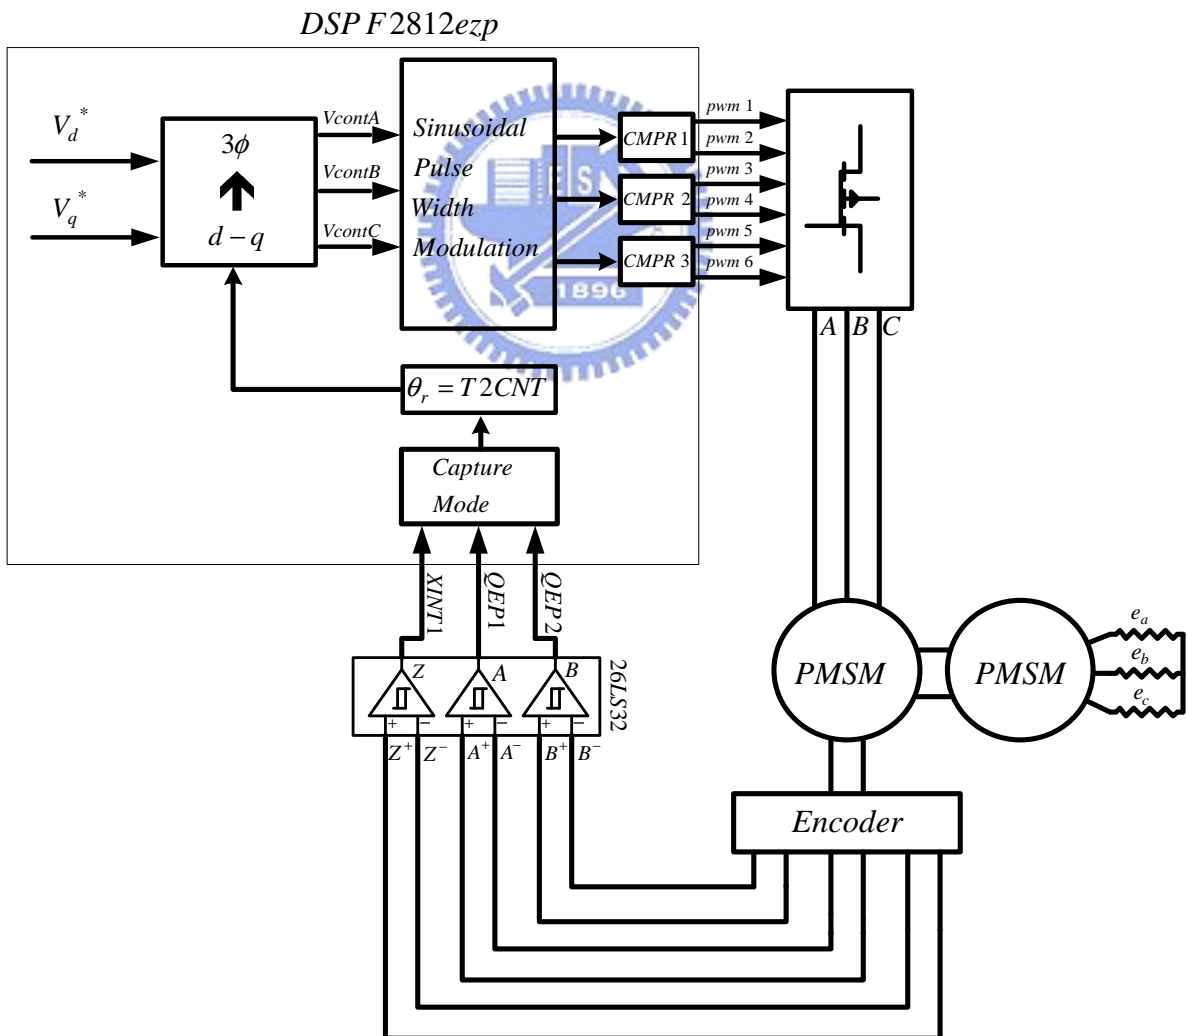 DSP F2812ezp
V_d^*
V_q^*
3ϕ
d − q
VcontA
VcontB
VcontC
Sinusoidal
Pulse
Width
Modulation
CMPR 1
CMPR 2
CMPR 3
pwm 1
pwm 2
pwm 3
pwm 4
pwm 5
pwm 6
ES
1896
A B C
θ_r = T2CNT
Capture
Mode
XINT1
QEP1
QEP2
Z
A
B
26LS32
+ −
+ −
+ −
Z^+ Z^- A^+ A^- B^+ B^-
PMSM
PMSM
e_a
e_b
e_c
Encoder